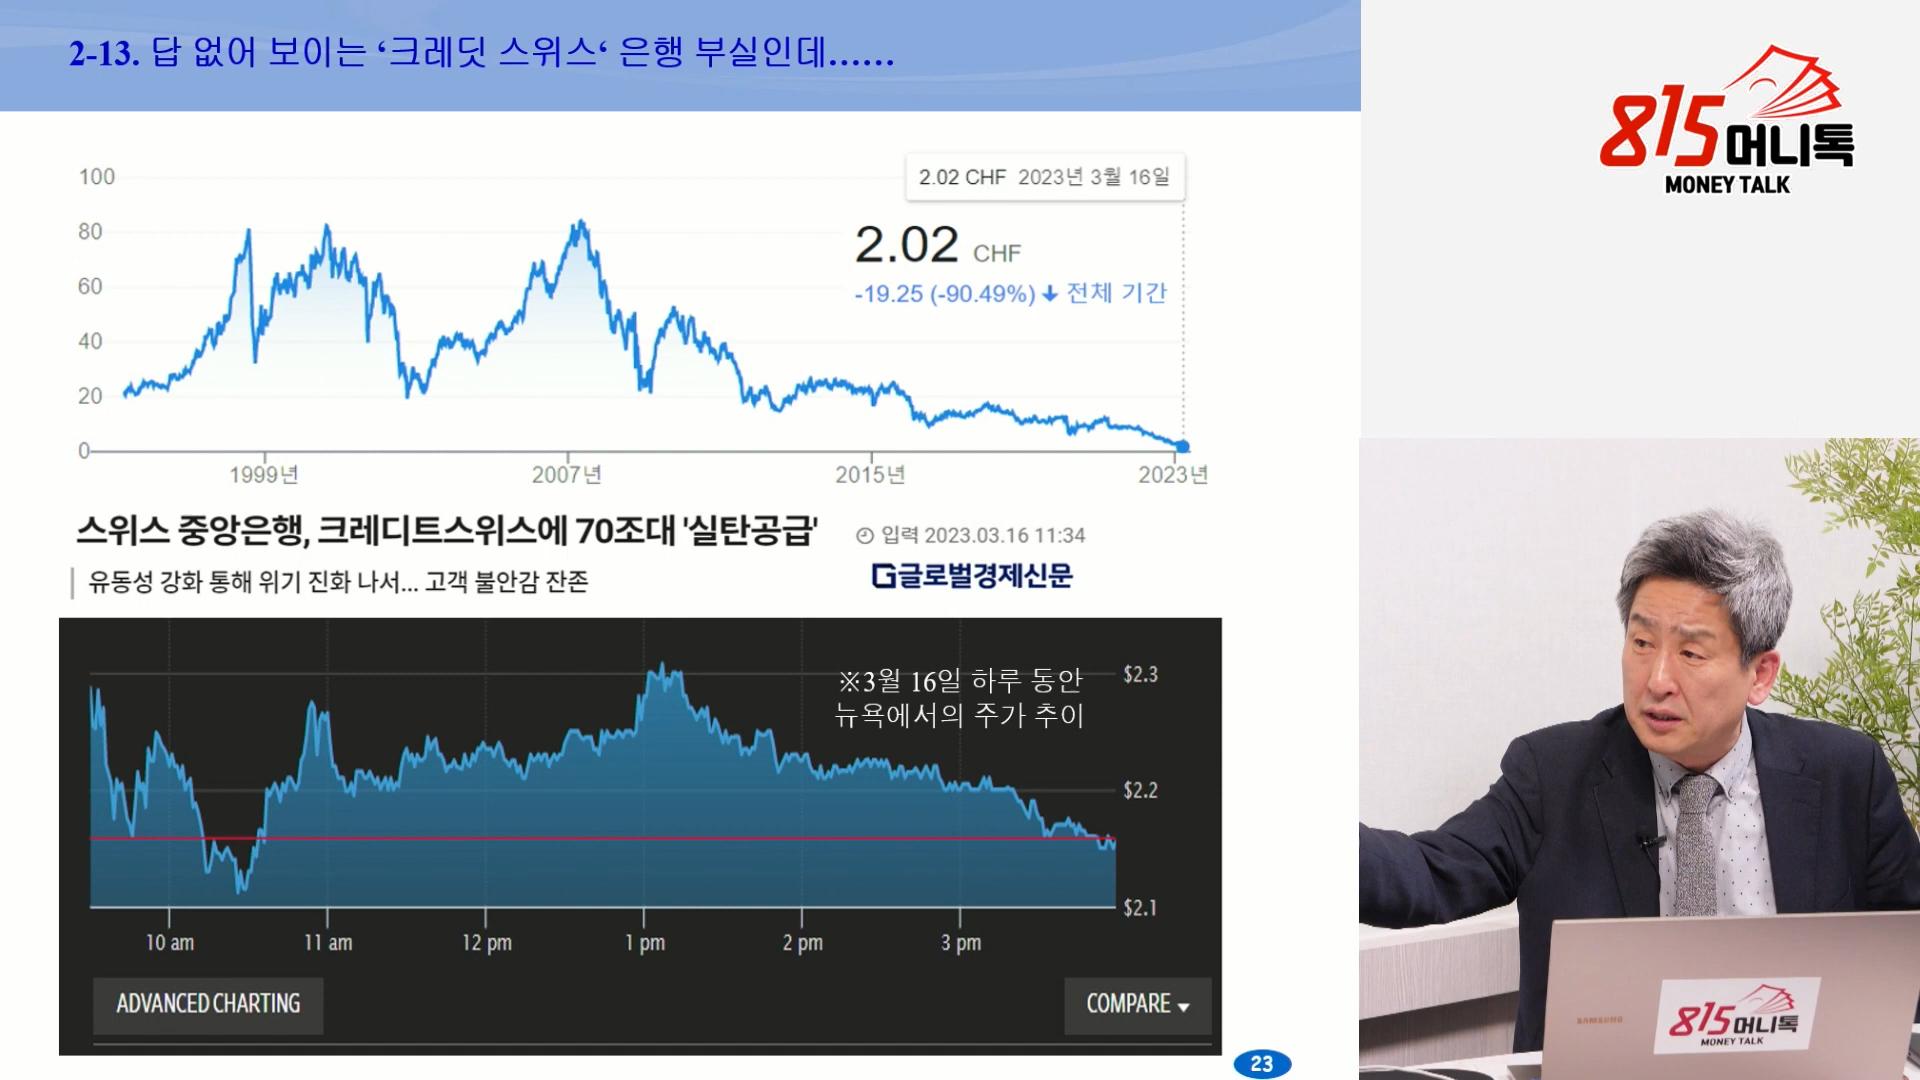 2-13. 답 없어 보이는 ‘크레딧 스위스‘ 은행 부실인데......
815머니톡
MONEY TALK
2.02 CHF 2023년 3월 16일
2.02 CHF
-19.25 (-90.49%) ↓ 전체 기간
100
80
60
40
20
0
1999년 2007년 2015년 2023년
스위스 중앙은행, 크레디트스위스에 70조대 '실탄공급'
입력 2023.03.16 11:34
유동성 강화 통해 위기 진화 나서... 고객 불안감 잔존
글로벌경제신문
※3월 16일 하루 동안
뉴욕에서의 주가 추이
$2.3
$2.2
$2.1
10 am 11 am 12 pm 1 pm 2 pm 3 pm
ADVANCED CHARTING
COMPARE
23
SAMSUNG
815머니톡
MONEY TALK